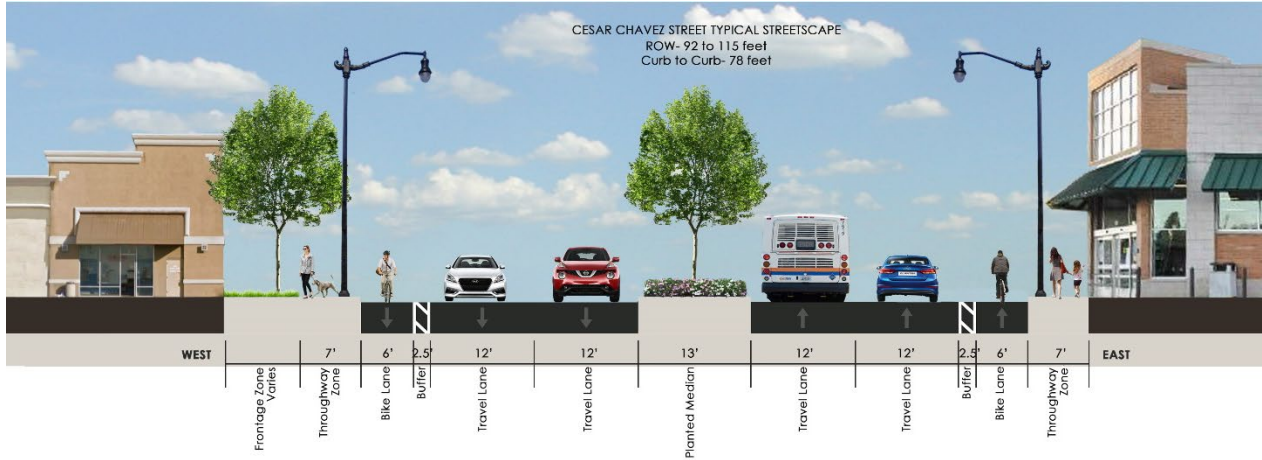 CESAR CHAVEZ STREET TYPICAL STREETSCAPE
ROW- 92 to 115 feet
Curb to Curb- 78 feet
WEST
7'
6'
2.5'
12'
12'
13'
12'
12'
2.5'
6'
7'
EAST
Frontage Zone
Varies
Throughway
Zone
Bike Lane
Buffer
Travel Lane
Travel Lane
Planted Median
Travel Lane
Travel Lane
Buffer
Bike Lane
Throughway
Zone